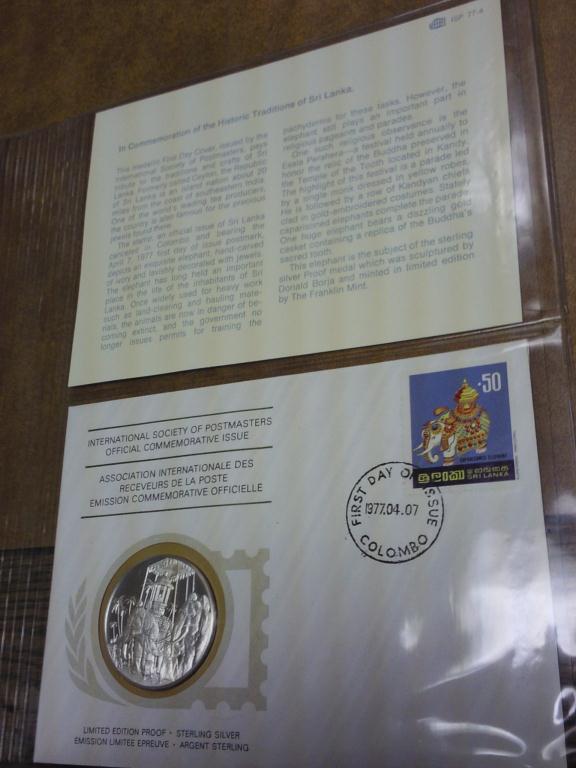 ISP 77-4
In Commemoration of the Historic Traditions of Sri Lanka.
This medallic First Day Cover, issued by the
International Society of Postmasters, pays
tribute to the traditions and crafts of Sri
Lanka. Formerly named Ceylon, the Republic
of Sri Lanka is an island nation about 20
miles from the coast of southeastern India.
One of the world's leading tea producers,
the country is also famous for the precious
jewels found there.
The stamp, an official issue of Sri Lanka
canceled in Colombo and bearing the
April 7, 1977 first day of issue postmark,
depicts an exquisite elephant, hand-carved
of ivory and lavishly decorated with jewels.
The elephant has long held an important
place in the life of the inhabitants of Sri
Lanka. Once widely used for heavy work
such as land-clearing and hauling mate-
rials, the animals are now in danger of be-
coming extinct, and the government no
longer issues permits for training the
pachyderms for these tasks. However, the
elephant still plays an important part in
religious pageants and parades.
One such religious observance is the
Esala Perahera—a festival held annually to
honor the relic of the Buddha preserved in
the Temple of the Tooth located in Kandy.
The highlight of this festival is a parade led
by a single monk dressed in yellow robes.
He is followed by a row of Kandyan chiefs
clad in gold-embroidered costumes. Stately
caparisoned elephants complete the parade.
One huge elephant bears a dazzling gold
casket containing a replica of the Buddha's
sacred tooth.
This elephant is the subject of the sterling
silver Proof medal which was sculptured by
Donald Borja and minted in limited edition
by The Franklin Mint.
INTERNATIONAL SOCIETY OF POSTMASTERS
OFFICIAL COMMEMORATIVE ISSUE
ASSOCIATION INTERNATIONALE DES
RECEVEURS DE LA POSTE
EMISSION COMMEMORATIVE OFFICIELLE
.50
CAPARISONED ELEPHANT
ශ්‍රී ලංකා இலங்கை
SRI LANKA
FIRST DAY OF ISSUE
1977.04.07
COLOMBO
LIMITED EDITION PROOF · STERLING SILVER
EMISSION LIMITEE EPREUVE · ARGENT STERLING